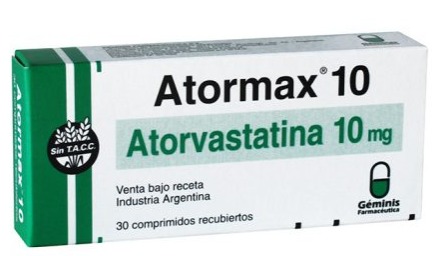 Atormax® 10
Atorvastatina 10 mg
Venta bajo receta
Industria Argentina
30 comprimidos recubiertos
Géminis
Farmacéutica
Sin T.A.C.C.
Atormax® 10